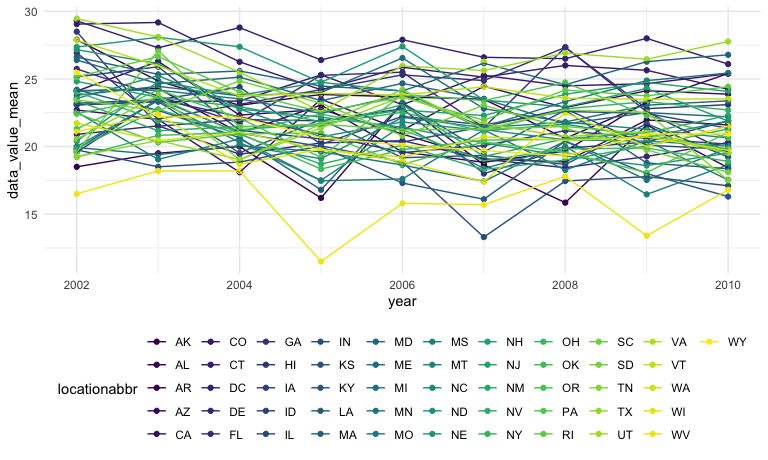 30
25
20
15
data_value_mean
2002 2004 2006 2008 2010
year
AK CO GA IN MD MS NH OH SC VA WY
AL CT HI KS ME MT NJ OK SD VT
locationabbr AR DC IA KY MI NC NM OR TN WA
AZ DE ID LA MN ND NV PA TX WI
CA FL IL MA MO NE NY RI UT WV